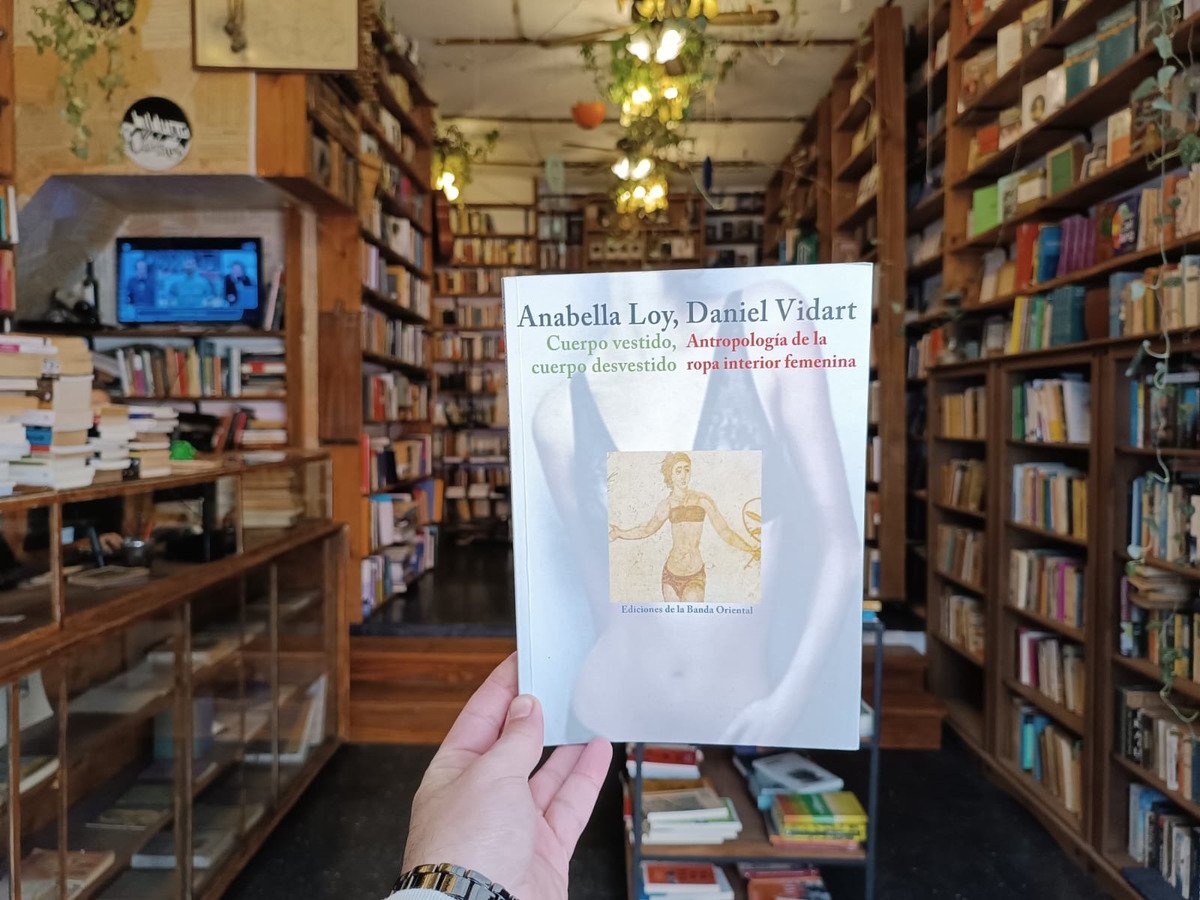 Anabella Loy, Daniel Vidart
Cuerpo vestido,
cuerpo desvestido
Antropología de la
ropa interior femenina
Ediciones de la Banda Oriental